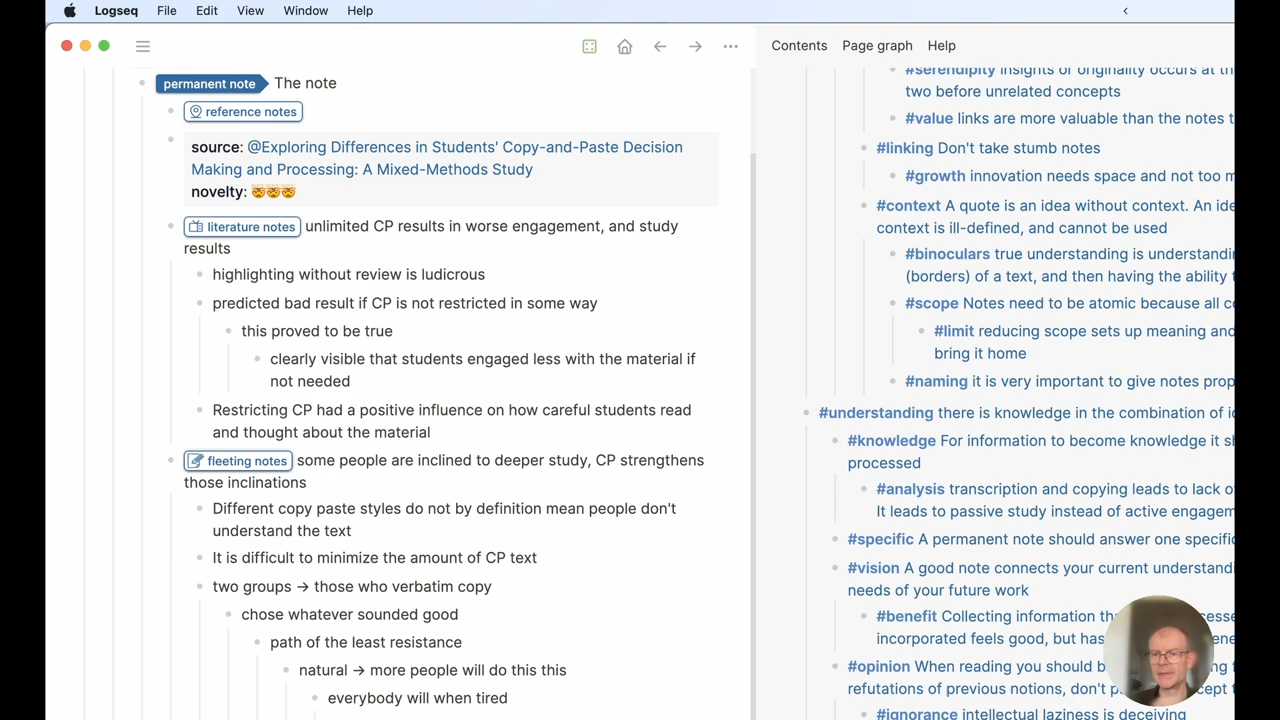 Logseq File Edit View Window Help
Contents Page graph Help
permanent note The note
reference notes
source: @Exploring Differences in Students' Copy-and-Paste Decision
Making and Processing: A Mixed-Methods Study
novelty: 🤯🤯🤯
literature notes unlimited CP results in worse engagement, and study
results
highlighting without review is ludicrous
predicted bad result if CP is not restricted in some way
this proved to be true
clearly visible that students engaged less with the material if
not needed
Restricting CP had a positive influence on how careful students read
and thought about the material
fleeting notes some people are inclined to deeper study, CP strengthens
those inclinations
Different copy paste styles do not by definition mean people don't
understand the text
It is difficult to minimize the amount of CP text
two groups → those who verbatim copy
chose whatever sounded good
path of the least resistance
natural → more people will do this this
everybody will when tired
#serendipity insights or originality occurs at
two before unrelated concepts
#value links are more valuable than the notes
#linking Don't take stumb notes
#growth innovation needs space and not too
#context A quote is an idea without context. An
context is ill-defined, and cannot be used
#binoculars true understanding is
(borders) of a text, and then having the ability
#scope Notes need to be atomic because all
#limit reducing scope sets up meaning
bring it home
#naming it is very important to give notes
#understanding there is knowledge in the combination of
#knowledge For information to become knowledge it
processed
#analysis transcription and copying leads to lack
It leads to passive study instead of active
#specific A permanent note should answer one
#vision A good note connects your current
needs of your future work
#benefit Collecting information
incorporated feels good, but has
#opinion When reading you should
refutations of previous notions, don't
#ignorance intellectual laziness is deceiving